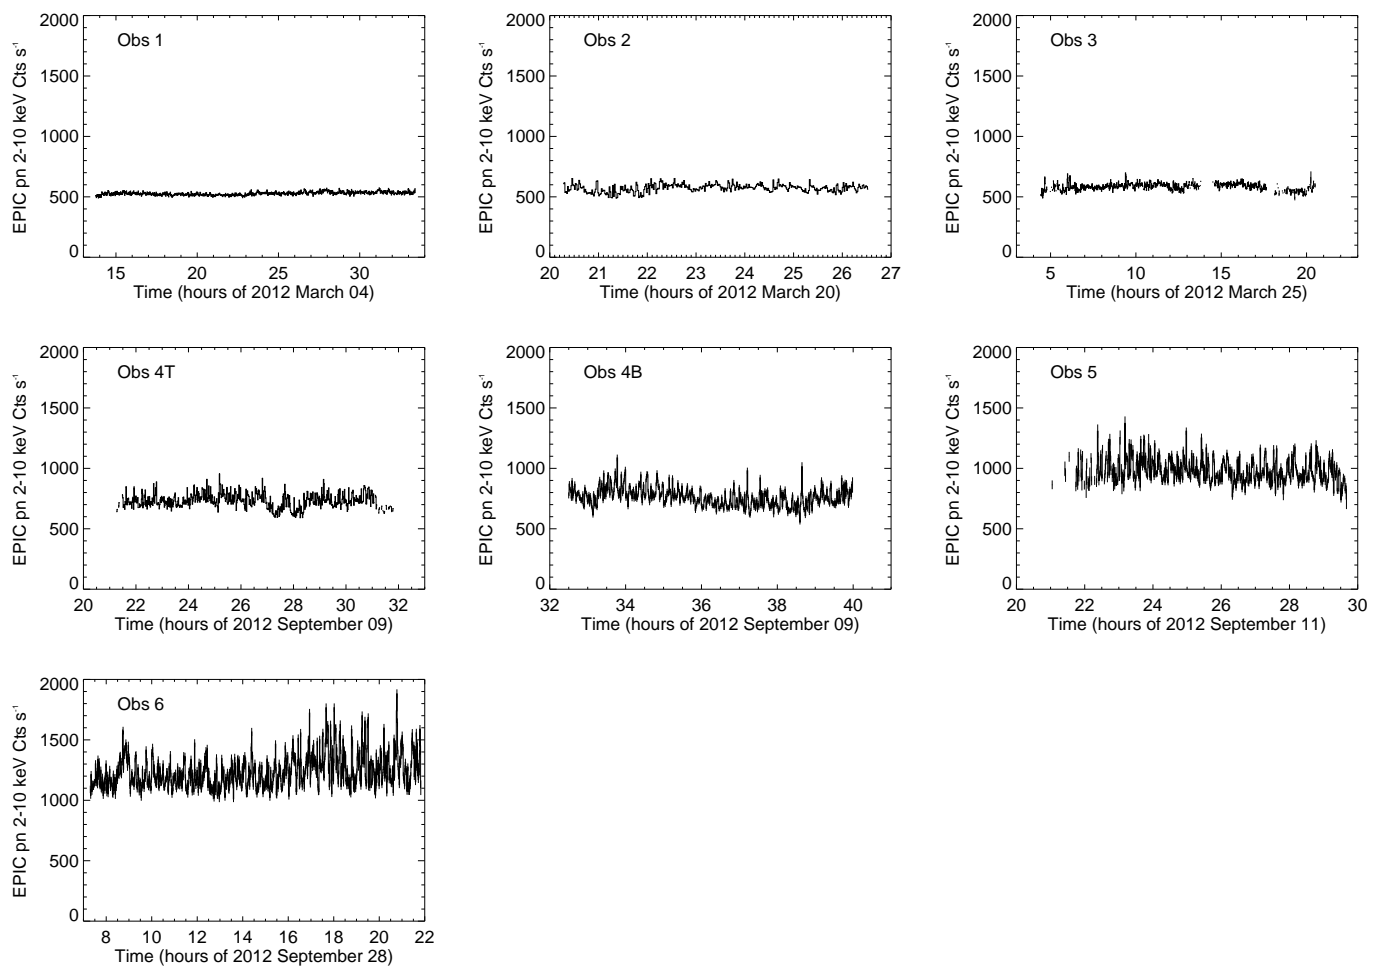 Obs 1
EPIC pn 2-10 keV Cts s-1
2000
1500
1000
500
0
15 20 25 30
Time (hours of 2012 March 04)
Obs 2
EPIC pn 2-10 keV Cts s-1
2000
1500
1000
500
0
20 21 22 23 24 25 26 27
Time (hours of 2012 March 20)
Obs 3
EPIC pn 2-10 keV Cts s-1
2000
1500
1000
500
0
5 10 15 20
Time (hours of 2012 March 25)
Obs 4T
EPIC pn 2-10 keV Cts s-1
2000
1500
1000
500
0
20 22 24 26 28 30 32
Time (hours of 2012 September 09)
Obs 4B
EPIC pn 2-10 keV Cts s-1
2000
1500
1000
500
0
32 34 36 38 40
Time (hours of 2012 September 09)
Obs 5
EPIC pn 2-10 keV Cts s-1
2000
1500
1000
500
0
20 22 24 26 28 30
Time (hours of 2012 September 11)
Obs 6
EPIC pn 2-10 keV Cts s-1
2000
1500
1000
500
0
8 10 12 14 16 18 20 22
Time (hours of 2012 September 28)